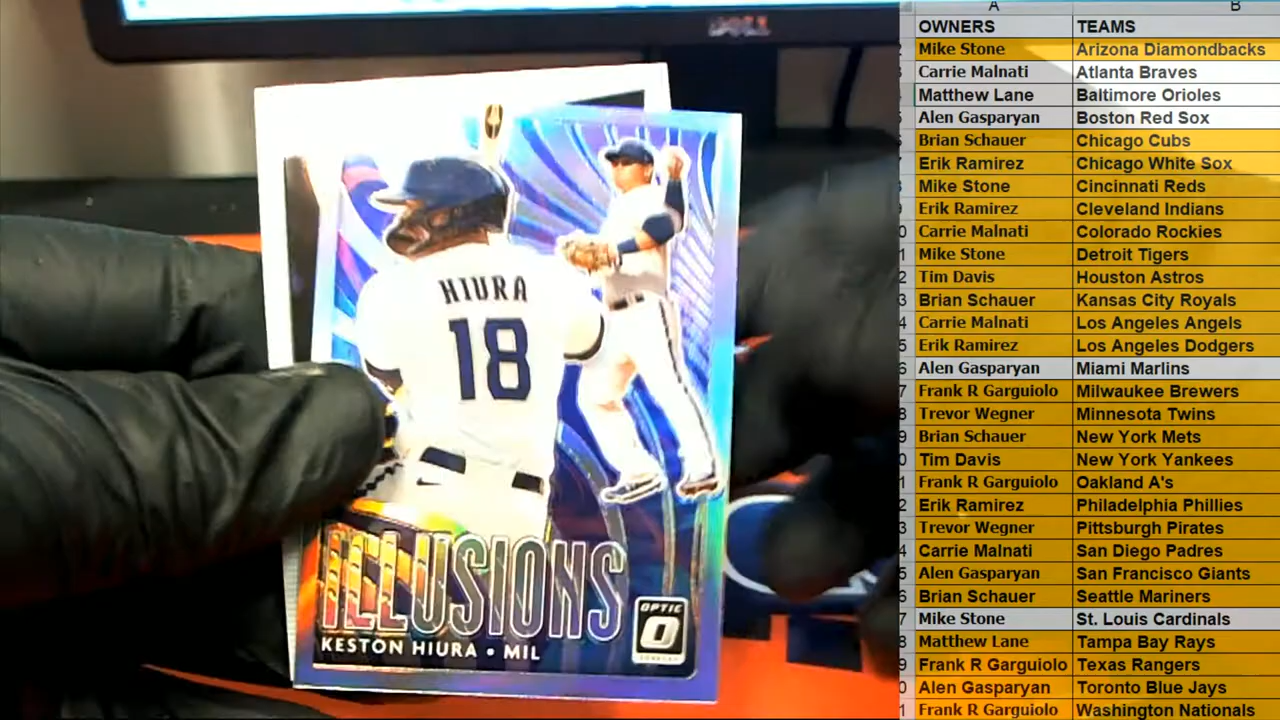 DELL
HIURA
18
ILLUSIONS
KESTON HIURA • MIL
OPTIC
A B
OWNERS TEAMS
Mike Stone Arizona Diamondbacks
Carrie Malnati Atlanta Braves
Matthew Lane Baltimore Orioles
Alen Gasparyan Boston Red Sox
Brian Schauer Chicago Cubs
Erik Ramirez Chicago White Sox
Mike Stone Cincinnati Reds
Erik Ramirez Cleveland Indians
Carrie Malnati Colorado Rockies
Mike Stone Detroit Tigers
Tim Davis Houston Astros
Brian Schauer Kansas City Royals
Carrie Malnati Los Angeles Angels
Erik Ramirez Los Angeles Dodgers
Alen Gasparyan Miami Marlins
Frank R Garguiolo Milwaukee Brewers
Trevor Wegner Minnesota Twins
Brian Schauer New York Mets
Tim Davis New York Yankees
Frank R Garguiolo Oakland A's
Erik Ramirez Philadelphia Phillies
Trevor Wegner Pittsburgh Pirates
Carrie Malnati San Diego Padres
Alen Gasparyan San Francisco Giants
Brian Schauer Seattle Mariners
Mike Stone St. Louis Cardinals
Matthew Lane Tampa Bay Rays
Frank R Garguiolo Texas Rangers
Alen Gasparyan Toronto Blue Jays
Frank R Garguiolo Washington Nationals